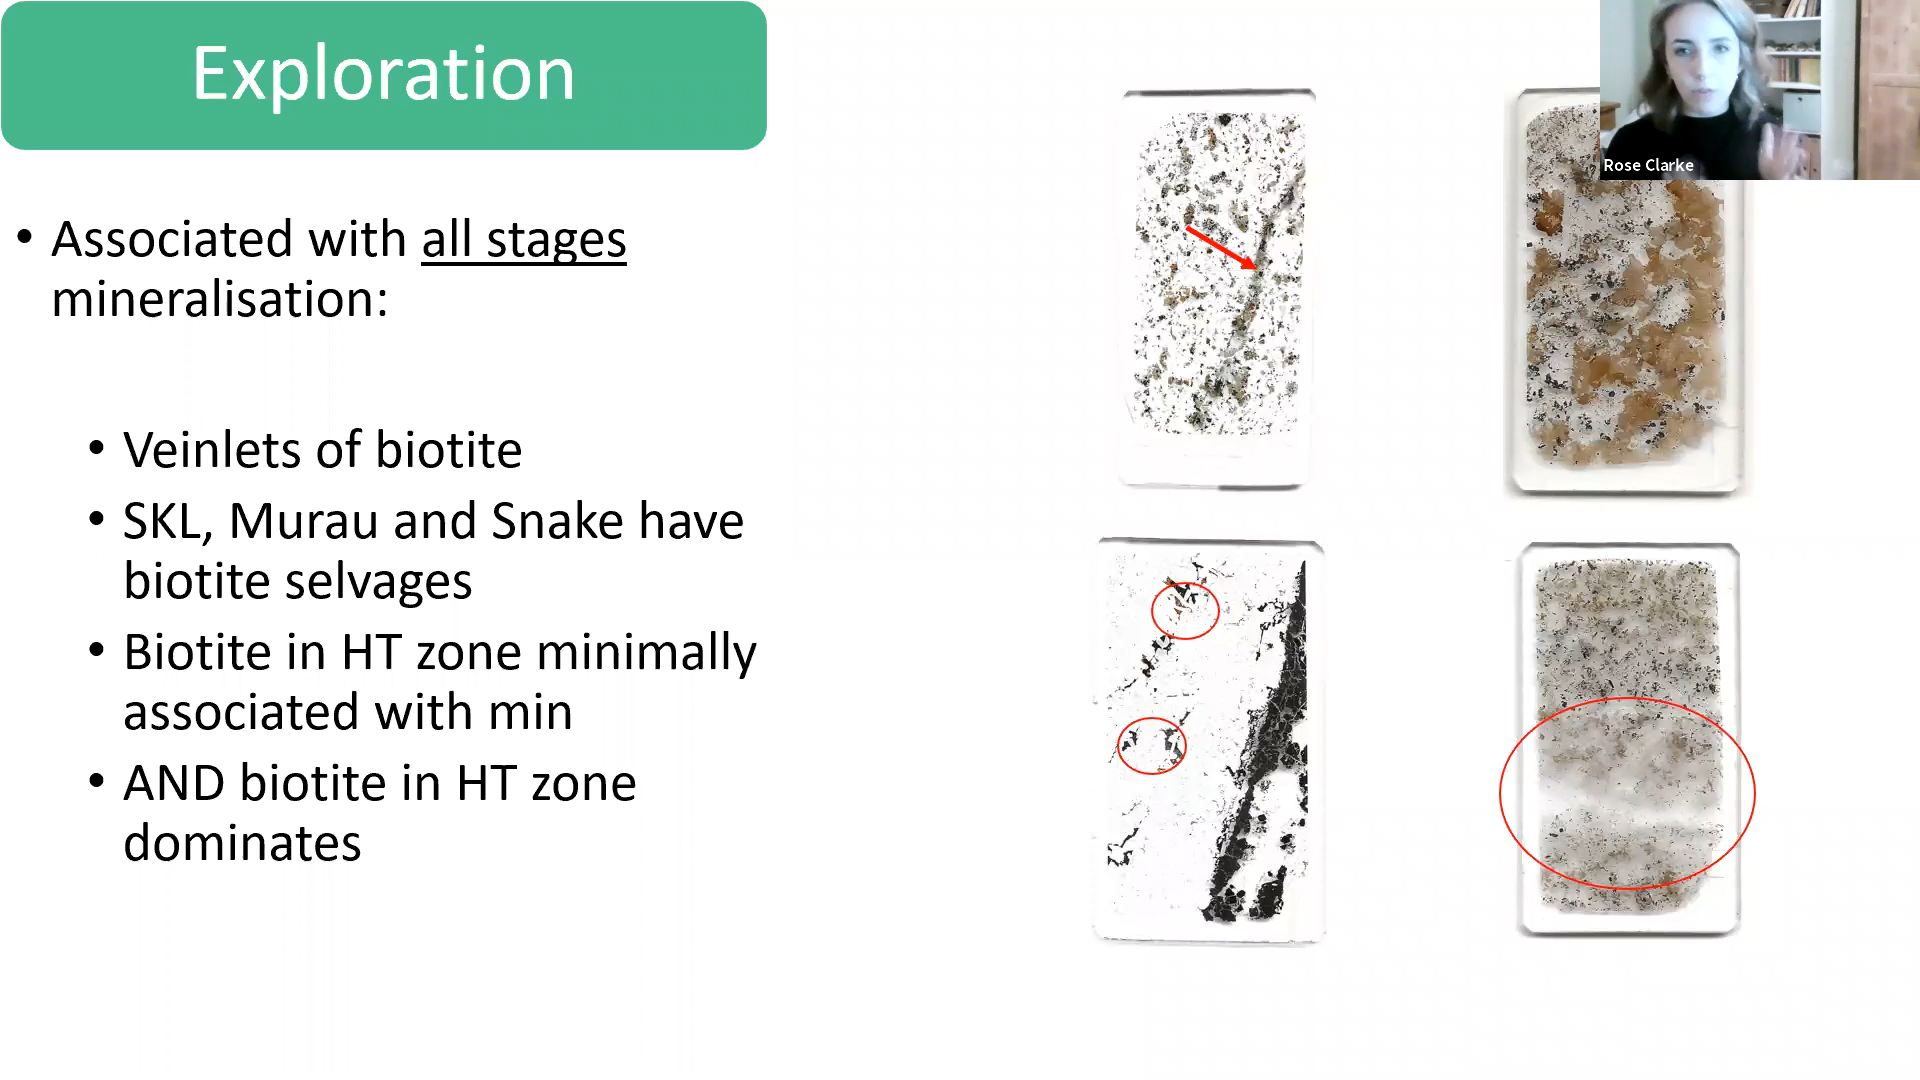 Exploration
Rose Clarke
• Associated with all stages
mineralisation:
• Veinlets of biotite
• SKL, Murau and Snake have
biotite selvages
• Biotite in HT zone minimally
associated with min
• AND biotite in HT zone
dominates